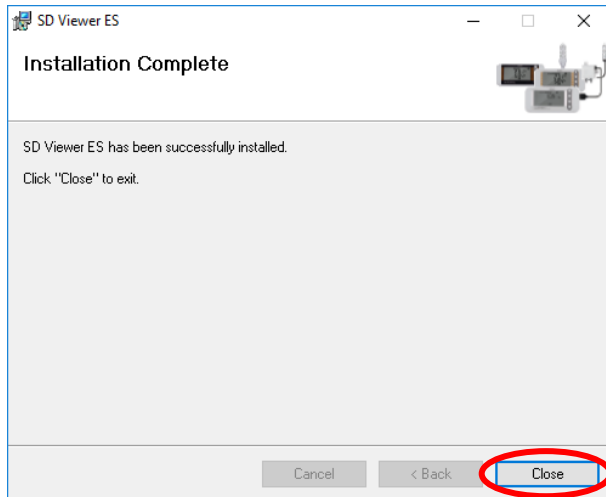 SD Viewer ES
Installation Complete
SD Viewer ES has been successfully installed.
Click "Close" to exit.
Cancel
< Back
Close